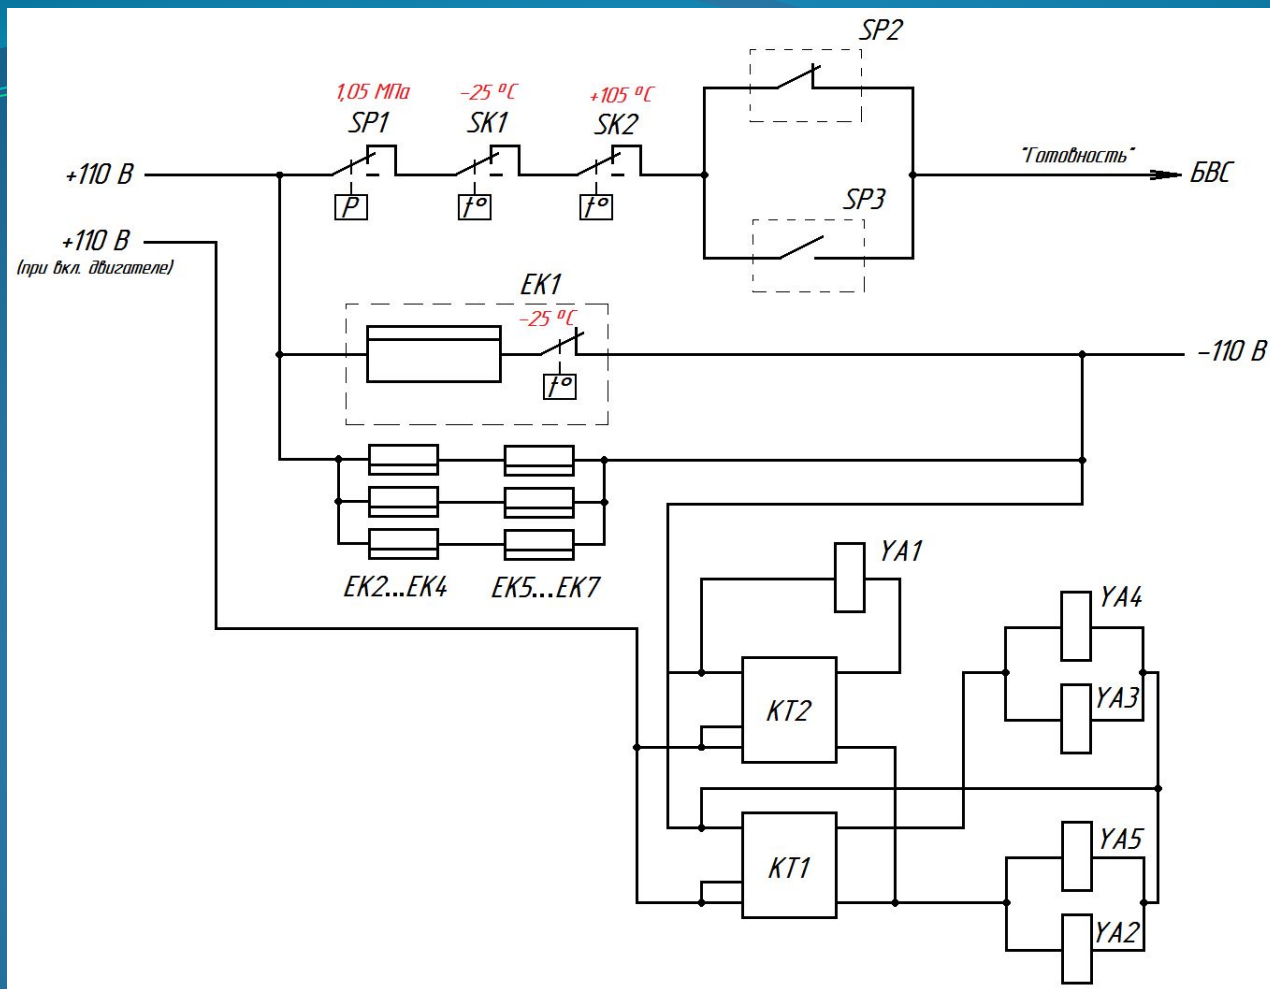 SP2
1,05 МПа
-25 °C
+105 °C
SP1
SK1
SK2
+110 В
"Готовность"
БВС
P
t°
t°
SP3
+110 В
(при вкл. двигателе)
EK1
-25 °C
-110 В
t°
EK2...EK4
EK5...EK7
YA1
YA4
YA3
KT2
YA5
KT1
YA2